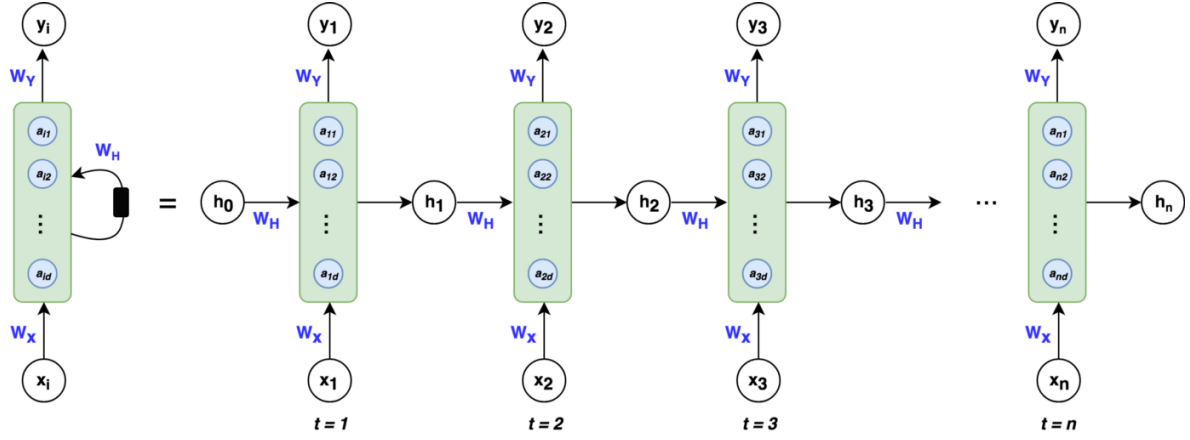 yi y1 y2 y3 yn
WY WY WY WY WY
ai1 a11 a21 a31 an1
WH
ai2 a12 a22 a32 an2
= h0 h1 h2 h3 ... hn
WH WH WH WH
⋮ ⋮ ⋮ ⋮ ⋮
aid a1d a2d a3d and
WX WX WX WX WX
xi x1 x2 x3 xn
t = 1 t = 2 t = 3 t = n